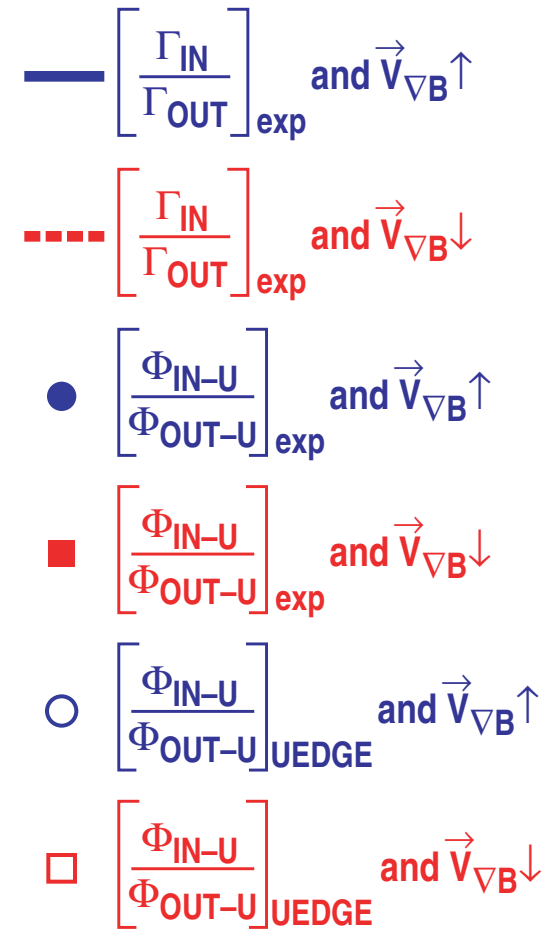 [Γ_IN / Γ_OUT]_exp and V⃗_∇B↑
[Γ_IN / Γ_OUT]_exp and V⃗_∇B↓
[Φ_IN–U / Φ_OUT–U]_exp and V⃗_∇B↑
[Φ_IN–U / Φ_OUT–U]_exp and V⃗_∇B↓
[Φ_IN–U / Φ_OUT–U]_UEDGE and V⃗_∇B↑
[Φ_IN–U / Φ_OUT–U]_UEDGE and V⃗_∇B↓